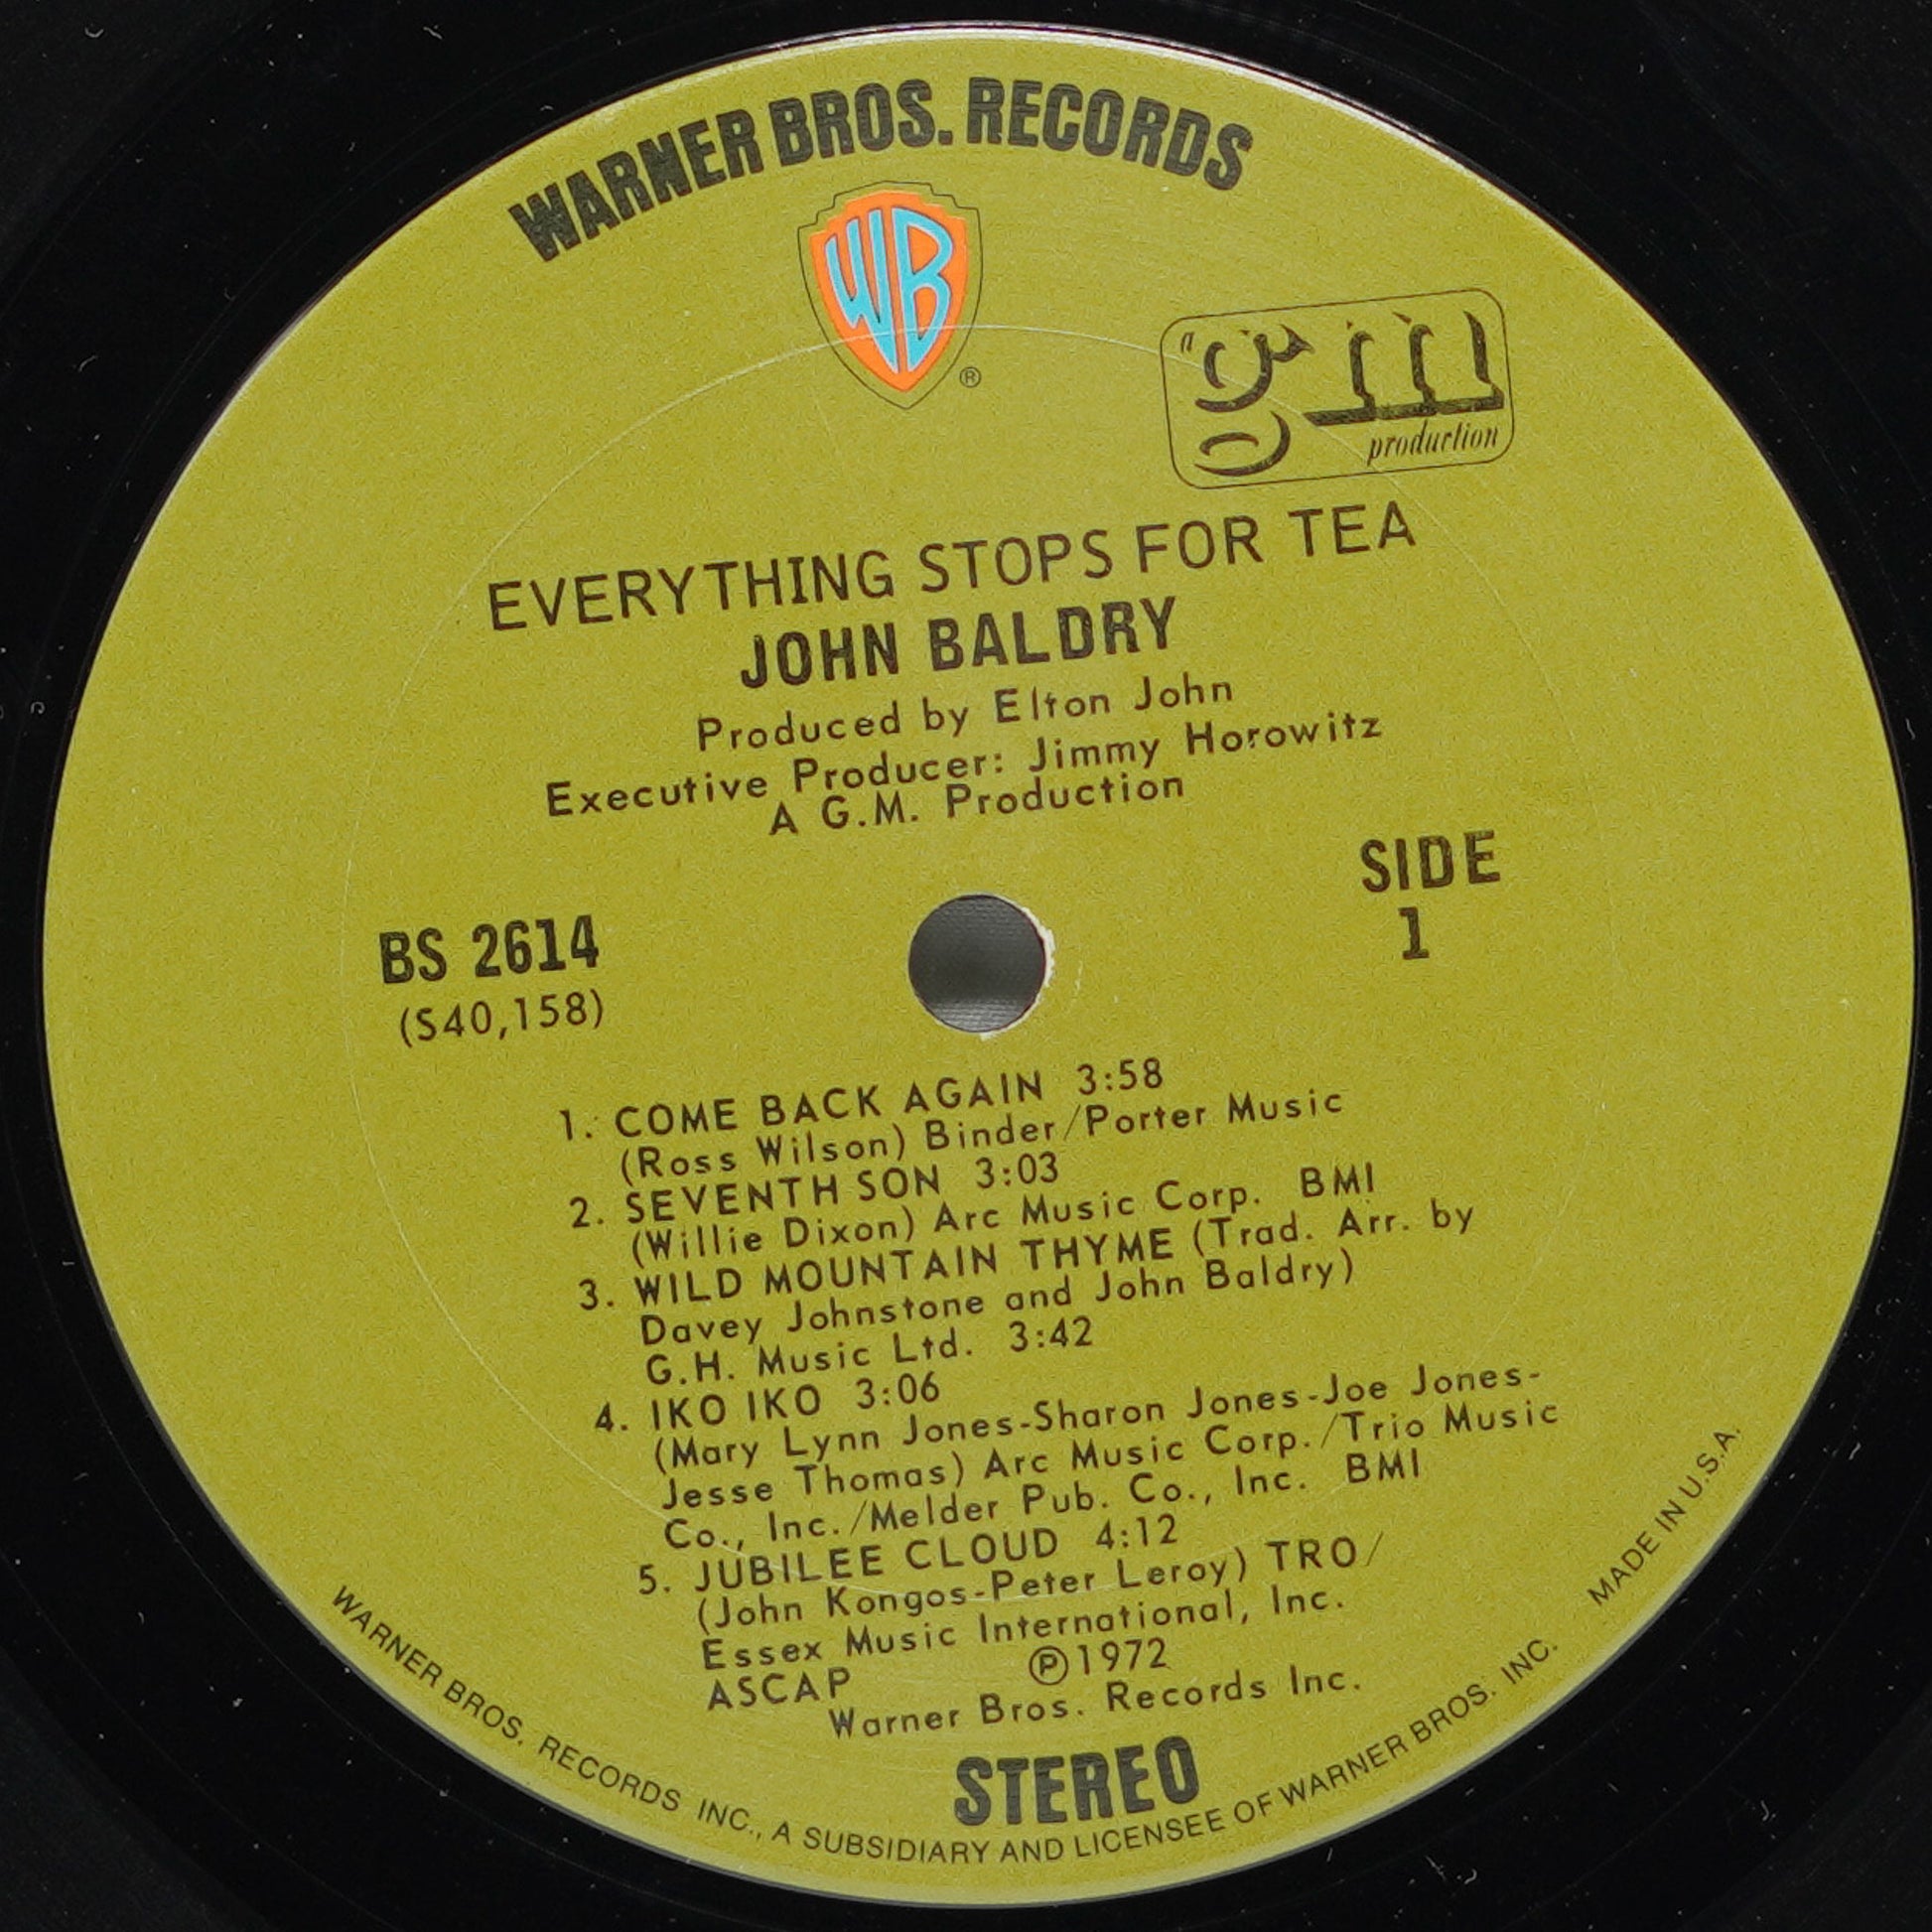 WARNER BROS. RECORDS
WB
®
"gm
production
EVERYTHING STOPS FOR TEA
JOHN BALDRY
Produced by Elton John
Executive Producer: Jimmy Horowitz
A G.M. Production
SIDE
1
BS 2614
(S40,158)
1. COME BACK AGAIN 3:58
(Ross Wilson) Binder/Porter Music
2. SEVENTH SON 3:03
(Willie Dixon) Arc Music Corp. BMI
3. WILD MOUNTAIN THYME (Trad. Arr. by
Davey Johnstone and John Baldry)
G.H. Music Ltd. 3:42
4. IKO IKO 3:06
(Mary Lynn Jones-Sharon Jones-Joe Jones-
Jesse Thomas) Arc Music Corp./Trio Music
Co., Inc./Melder Pub. Co., Inc. BMI
5. JUBILEE CLOUD 4:12
(John Kongos-Peter Leroy) TRO/
Essex Music International, Inc.
ASCAP ℗1972
Warner Bros. Records Inc.
STEREO
WARNER BROS. RECORDS INC., A SUBSIDIARY AND LICENSEE OF WARNER BROS. INC. MADE IN U.S.A.